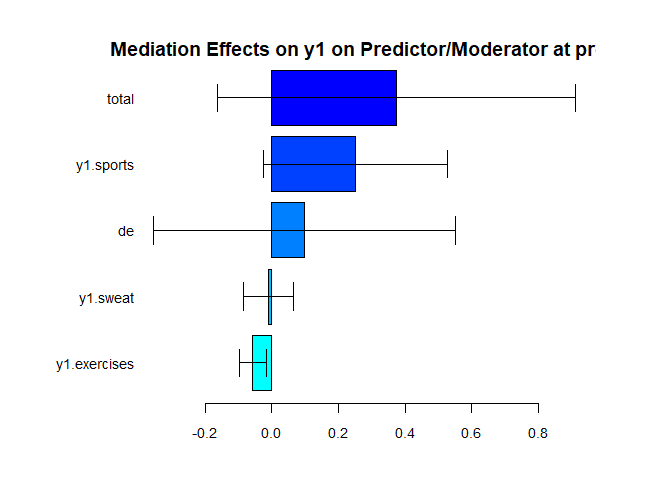 Mediation Effects on y1 on Predictor/Moderator at pr
total
y1.sports
de
y1.sweat
y1.exercises
-0.2 0.0 0.2 0.4 0.6 0.8